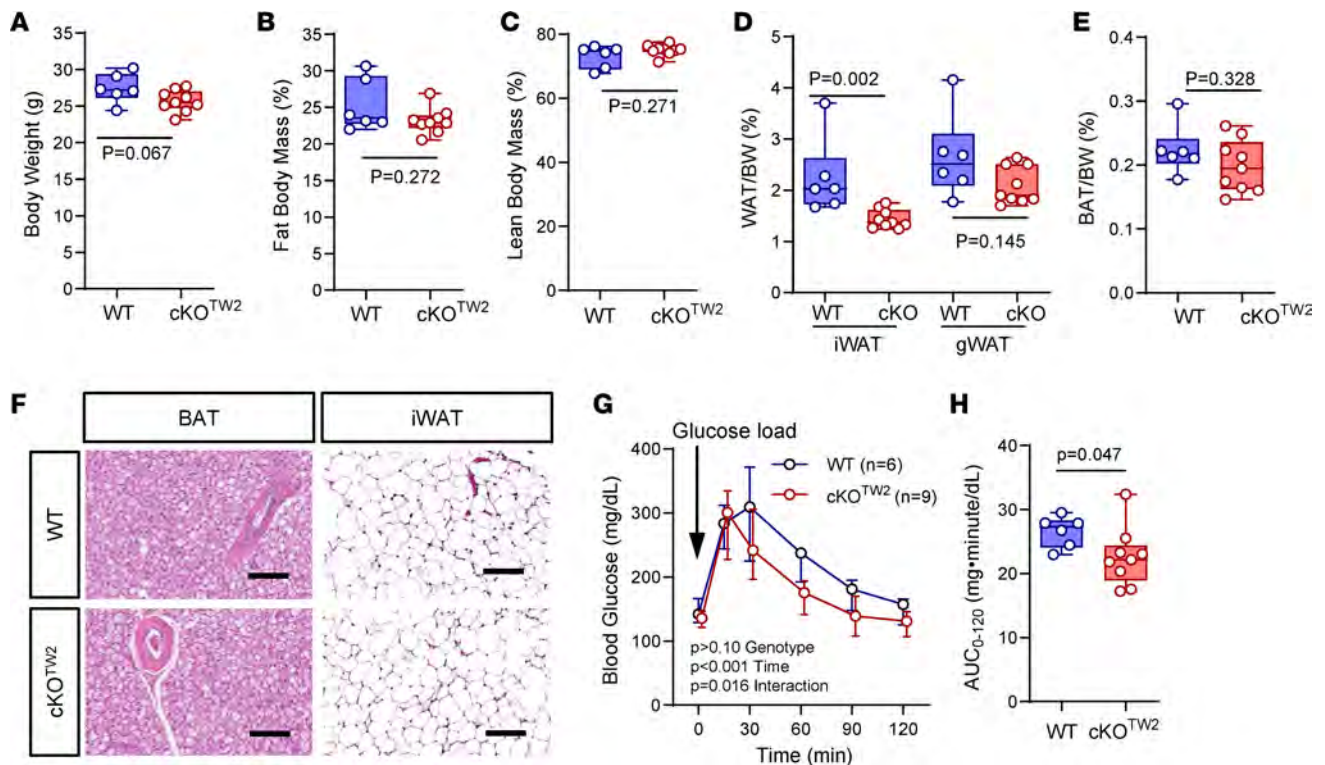 A
Body Weight (g)
35
30
25
20
15
10
5
0
P=0.067
WT
cKO^TW2
B
Fat Body Mass (%)
35
30
25
20
15
10
5
0
P=0.272
WT
cKO^TW2
C
Lean Body Mass (%)
80
60
40
20
0
P=0.271
WT
cKO^TW2
D
WAT/BW (%)
5
4
3
2
1
0
P=0.002
P=0.145
WT cKO WT cKO
iWAT gWAT
E
BAT/BW (%)
0.4
0.3
0.2
0.1
0.0
P=0.328
WT
cKO^TW2
F
BAT
iWAT
WT
cKO^TW2
G
Glucose load
Blood Glucose (mg/dL)
400
300
200
100
0
WT (n=6)
cKO^TW2 (n=9)
p>0.10 Genotype
p<0.001 Time
p=0.016 Interaction
0 30 60 90 120
Time (min)
H
AUC0-120 (mg•minute/dL)
40
30
20
10
0
p=0.047
WT cKO^TW2